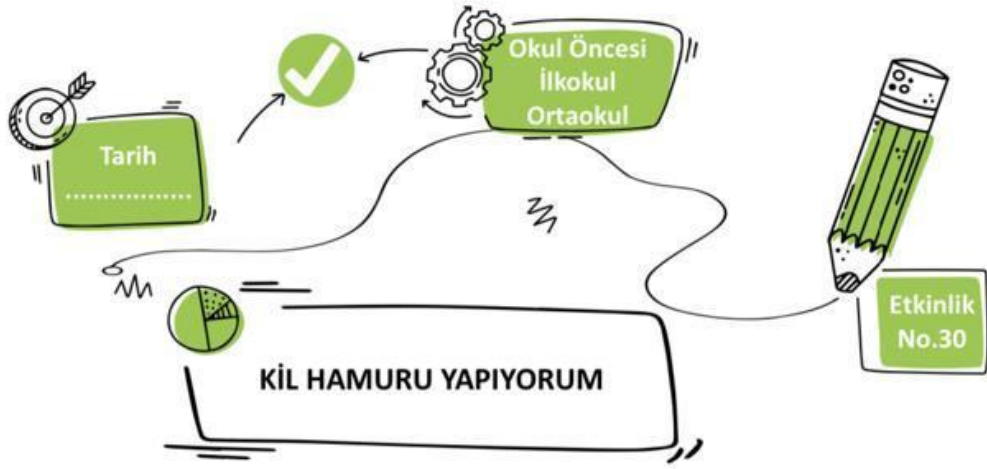 Okul Öncesi
İlkokul
Ortaokul
Tarih
....................
Etkinlik
No.30
KİL HAMURU YAPIYORUM